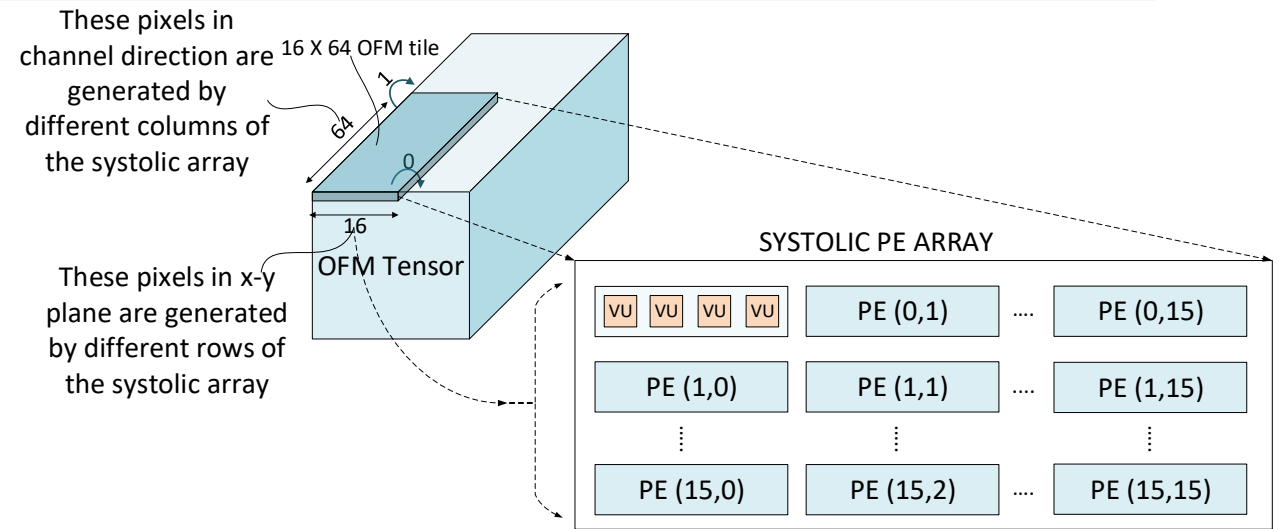 These pixels in
channel direction are
generated by
different columns of
the systolic array
16 X 64 OFM tile
1
64
0
16
OFM Tensor
These pixels in x-y
plane are generated
by different rows of
the systolic array
SYSTOLIC PE ARRAY
VU VU VU VU PE (0,1) .... PE (0,15)
PE (1,0) PE (1,1) .... PE (1,15)
PE (15,0) PE (15,2) .... PE (15,15)